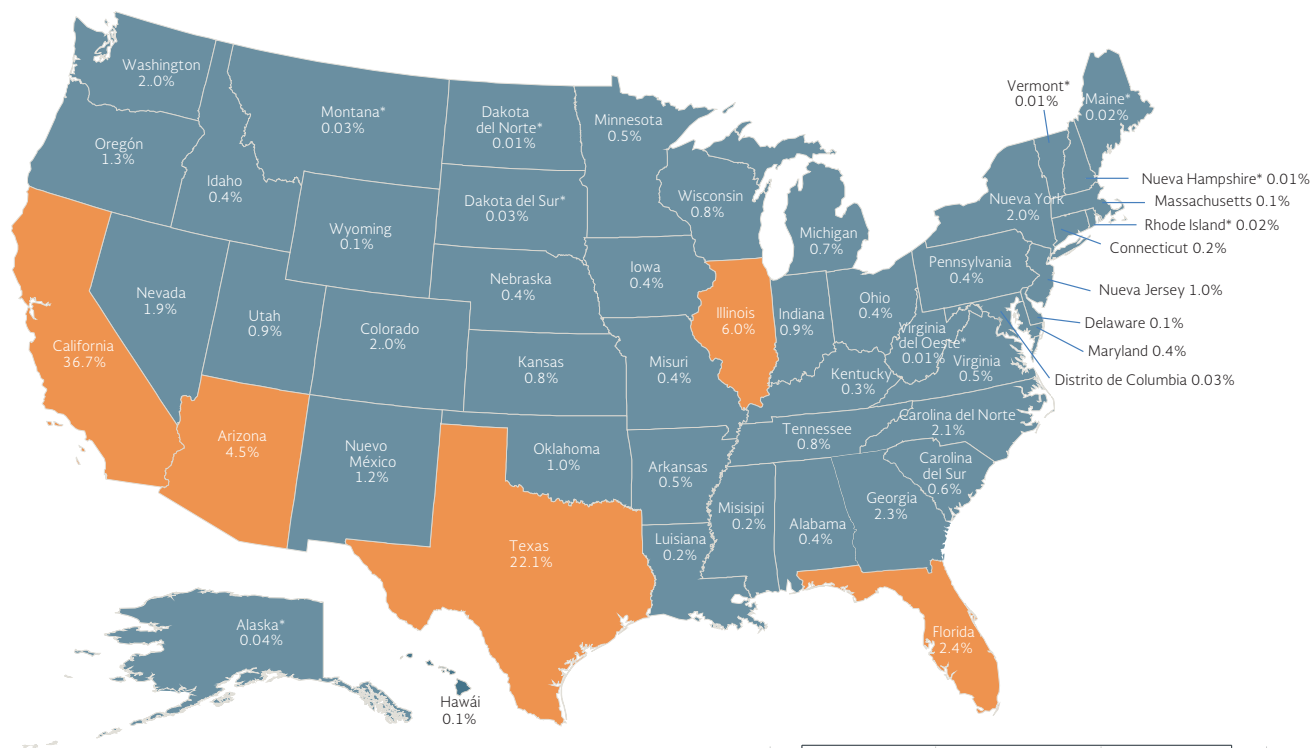 Washington
2..0%
Oregón
1.3%
California
36.7%
Nevada
1.9%
Idaho
0.4%
Montana*
0.03%
Wyoming
0.1%
Utah
0.9%
Colorado
2..0%
Arizona
4.5%
Nuevo
México
1.2%
Dakota
del Norte*
0.01%
Dakota del Sur*
0.03%
Nebraska
0.4%
Kansas
0.8%
Oklahoma
1.0%
Texas
22.1%
Minnesota
0.5%
Iowa
0.4%
Misuri
0.4%
Arkansas
0.5%
Luisiana
0.2%
Wisconsin
0.8%
Illinois
6.0%
Michigan
0.7%
Indiana
0.9%
Ohio
0.4%
Kentucky
0.3%
Tennessee
0.8%
Misisipi
0.2%
Alabama
0.4%
Georgia
2.3%
Florida
2.4%
Carolina
del Sur
0.6%
Carolina del Norte
2.1%
Virginia
del Oeste*
0.01%
Virginia
0.5%
Pennsylvania
0.4%
Nueva York
2.0%
Vermont*
0.01%
Maine*
0.02%
Nueva Hampshire* 0.01%
Massachusetts 0.1%
Rhode Island* 0.02%
Connecticut 0.2%
Nueva Jersey 1.0%
Delaware 0.1%
Maryland 0.4%
Distrito de Columbia 0.03%
Alaska*
0.04%
Hawái
0.1%